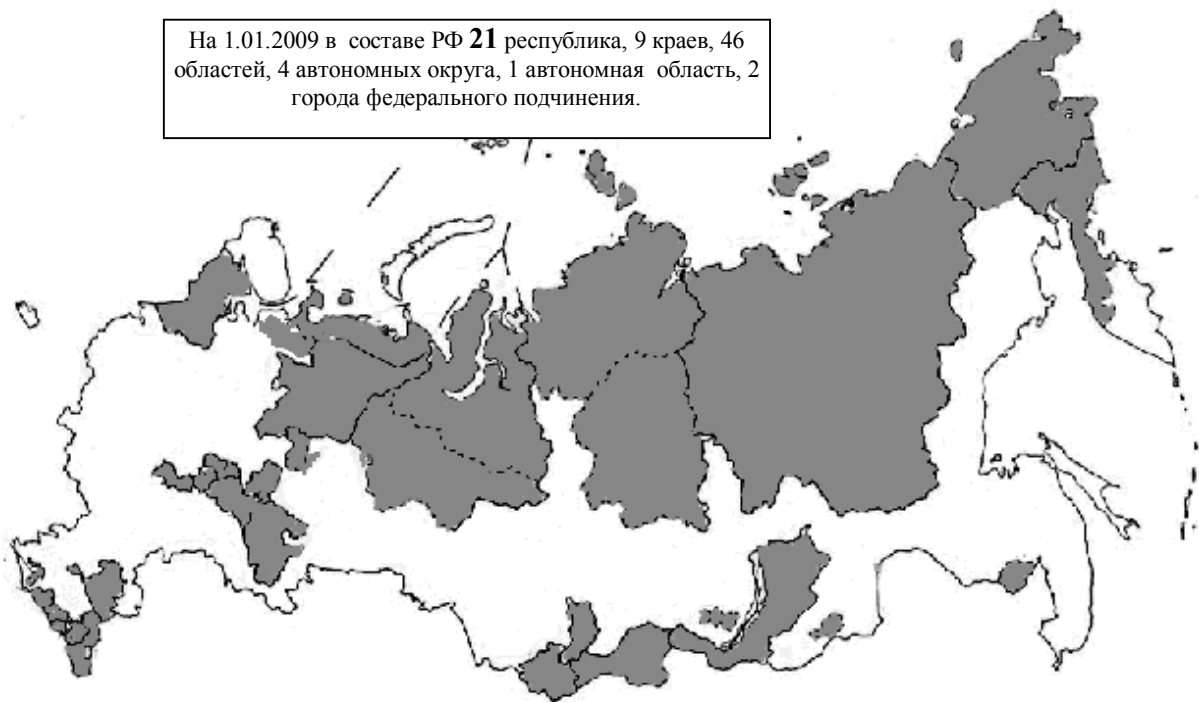 На 1.01.2009 в составе РФ 21 республика, 9 краев, 46
областей, 4 автономных округа, 1 автономная область, 2
города федерального подчинения.